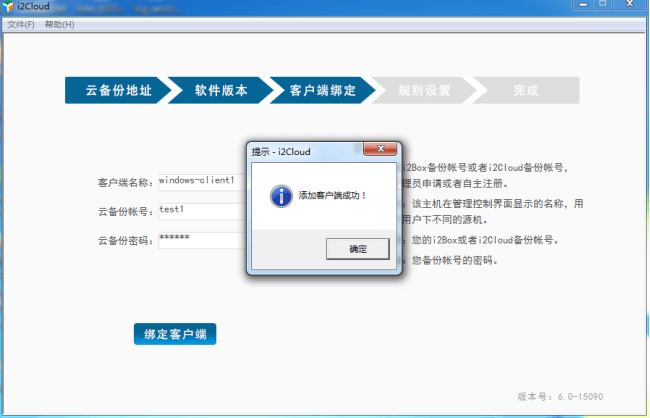 i2Cloud
文件(F) 帮助(H)
云备份地址 软件版本 客户端绑定 规则设置 完成
提示 - i2Cloud
i2Box备份帐号或者i2Cloud备份帐号,
客户端名称: windows-client1
添加客户端成功!
理员申请或者自主注册。
云备份帐号: test1
: 该主机在管理控制界面显示的名称, 用
用户下不同的源机。
云备份密码: ******
: 您的i2Box或者i2Cloud备份帐号。
确定
: 您备份帐号的密码。
绑定客户端
版本号: 6.0-15090